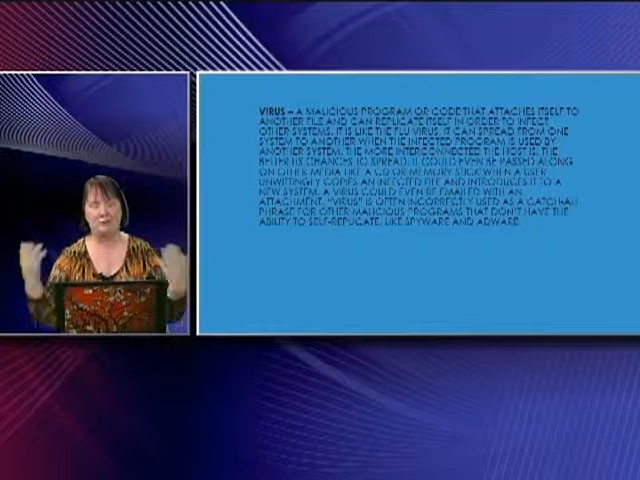 VIRUS – A MALICIOUS PROGRAM OR CODE THAT ATTACHES ITSELF TO
ANOTHER FILE AND CAN REPLICATE ITSELF IN ORDER TO INFECT
OTHER SYSTEMS. IT IS LIKE THE FLU VIRUS. IT CAN SPREAD FROM ONE
SYSTEM TO ANOTHER WHEN THE INFECTED PROGRAM IS USED BY
ANOTHER SYSTEM. THE MORE INTERCONNECTED THE HOST IS, THE
BETTER ITS CHANCES TO SPREAD. IT COULD EVEN BE PASSED ALONG
ON OTHER MEDIA LIKE A CD OR MEMORY STICK WHEN A USER
UNWITTINGLY COPIES AN INFECTED FILE AND INTRODUCES IT TO A
NEW SYSTEM. A VIRUS COULD EVEN BE EMAILED WITH AN
ATTACHMENT. "VIRUS" IS OFTEN INCORRECTLY USED AS A CATCH-ALL
PHRASE FOR OTHER MALICIOUS PROGRAMS THAT DON'T HAVE THE
ABILITY TO SELF-REPLICATE, LIKE SPYWARE AND ADWARE.